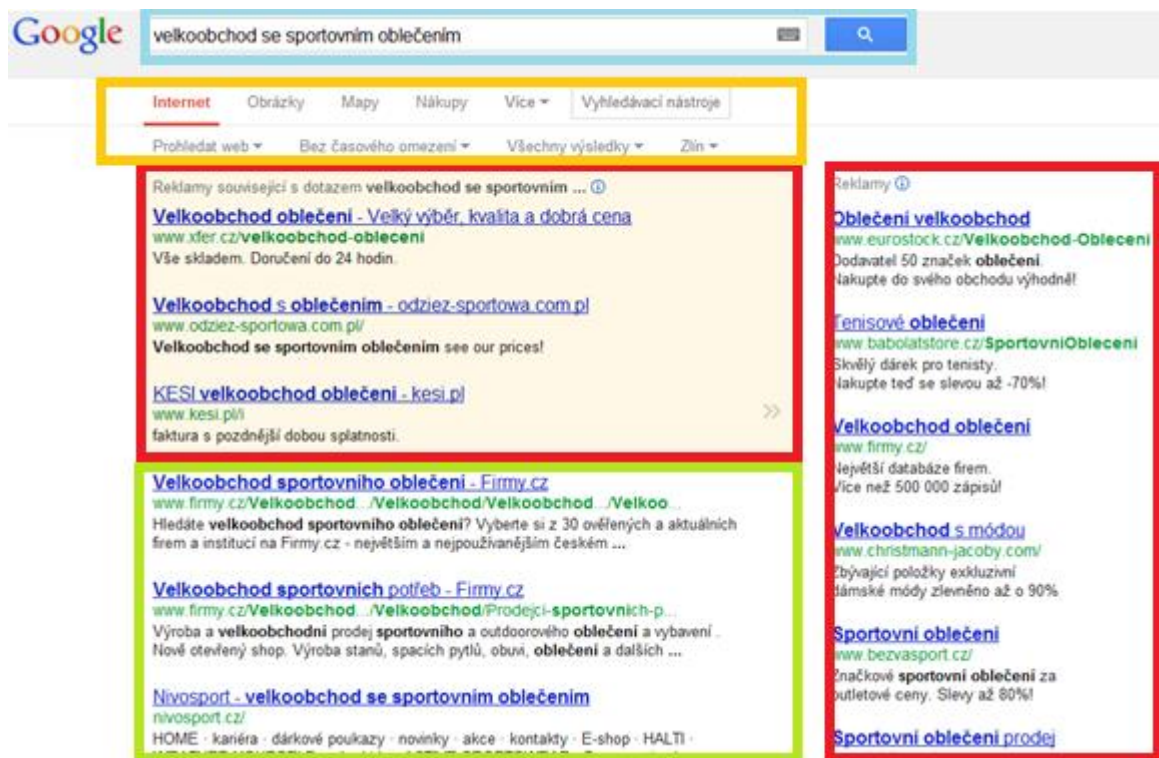 Google
velkoobchod se sportovním oblečením
Internet Obrázky Mapy Nákupy Více Vyhledávací nástroje
Prohledat web Bez časového omezení Všechny výsledky Zlín
Reklamy související s dotazem velkoobchod se sportovním ...
Velkoobchod oblečení - Velký výběr, kvalita a dobrá cena
www.xfer.cz/velkoobchod-obleceni
Vše skladem. Doručení do 24 hodin.
Velkoobchod s oblečením - odziez-sportowa.com.pl
www.odziez-sportowa.com.pl/
Velkoobchod se sportovním oblečením see our prices!
KESI velkoobchod oblečení - kesi.pl
www.kesi.pl/i
faktura s pozdnější dobou splatnosti.
»
Velkoobchod sportovního oblečení - Firmy.cz
www.firmy.cz/Velkoobchod.../Velkoobchod/Velkoobchod.../Velkoo...
Hledáte velkoobchod sportovního oblečení? Vyberte si z 30 ověřených a aktuálních
firem a institucí na Firmy.cz - největším a nejpoužívanějším českém ...
Velkoobchod sportovních potřeb - Firmy.cz
www.firmy.cz/Velkoobchod.../Velkoobchod/Prodejci-sportovnich-p...
Výroba a velkoobchodní prodej sportovního a outdoorového oblečení a vybavení .
Nově otevřený shop. Výroba stanů, spacích pytlů, obuvi, oblečení a dalších ...
Nivosport - velkoobchod se sportovním oblečením
nivosport.cz/
HOME · kariéra · dárkové poukazy · novinky · akce · kontakty · E-shop · HALTI ·
Reklamy
Oblečení velkoobchod
www.eurostock.cz/Velkoobchod-Obleceni
Dodavatel 50 značek oblečení.
Nakupte do svého obchodu výhodně!
Tenisové oblečení
www.babolatstore.cz/SportovniObleceni
Skvělý dárek pro tenisty.
Nakupte teď se slevou až -70%!
Velkoobchod oblečení
www.firmy.cz/
Největší databáze firem.
Více než 500 000 zápisů!
Velkoobchod s módou
www.christmann-jacoby.com/
Zbývající položky exkluzivní
dámské módy zlevněno až o 90%
Sportovní oblečení
www.bezvasport.cz/
Značkové sportovní oblečení za
outletové ceny. Slevy až 80%!
Sportovní oblečení prodej